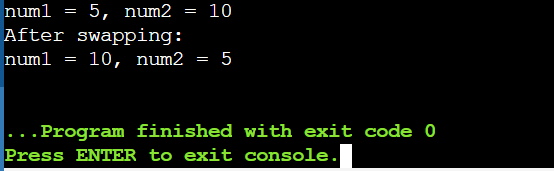 num1 = 5, num2 = 10
After swapping:
num1 = 10, num2 = 5
...Program finished with exit code 0
Press ENTER to exit console.